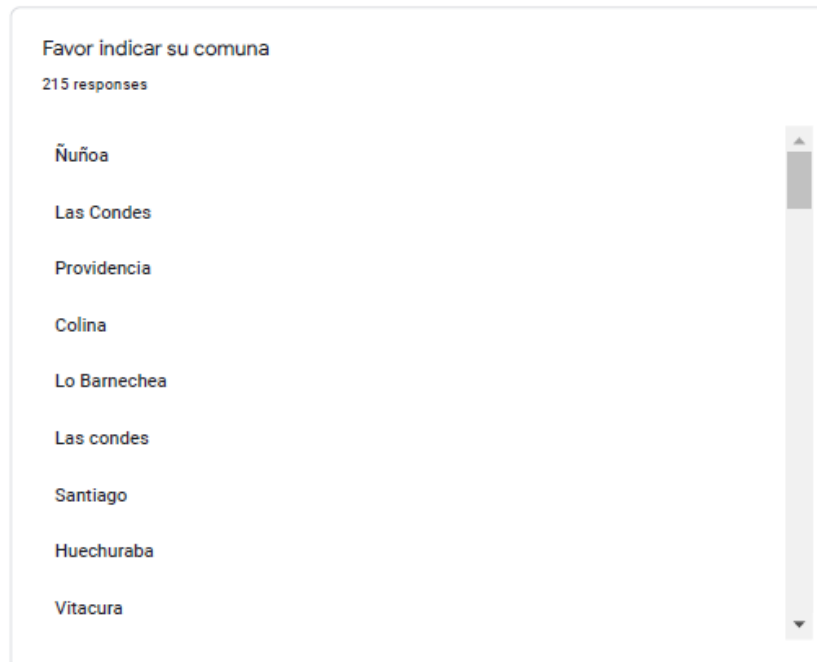 Favor indicar su comuna
215 responses
Ñuñoa
Las Condes
Providencia
Colina
Lo Barnechea
Las condes
Santiago
Huechuraba
Vitacura